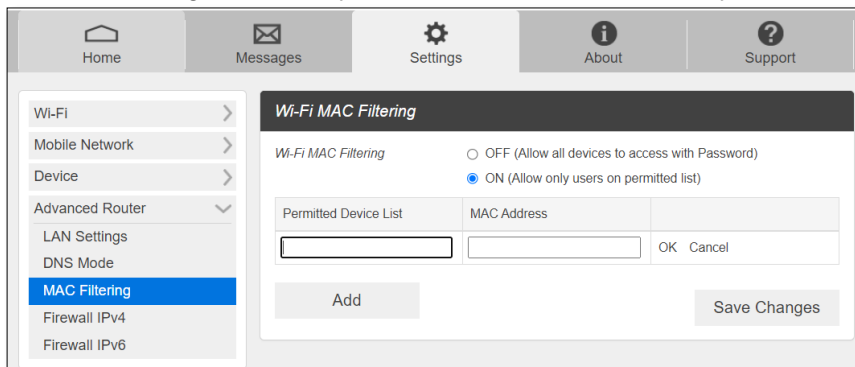 Home
Messages
Settings
About
Support
Wi-Fi
Mobile Network
Device
Advanced Router
LAN Settings
DNS Mode
MAC Filtering
Firewall IPv4
Firewall IPv6
Wi-Fi MAC Filtering
Wi-Fi MAC Filtering
OFF (Allow all devices to access with Password)
ON (Allow only users on permitted list)
Permitted Device List MAC Address
OK Cancel
Add
Save Changes